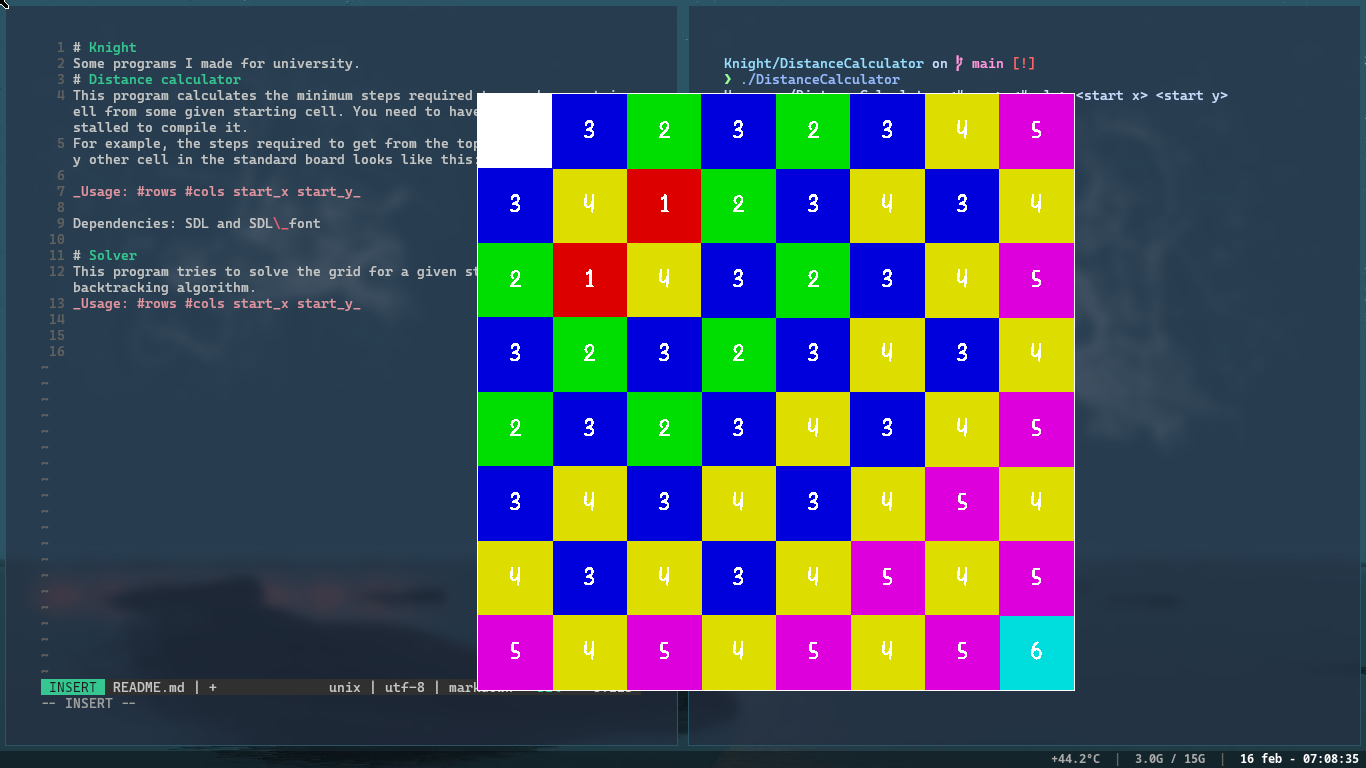 1 # Knight
2 Some programs I made for university.
3 # Distance calculator
4 This program calculates the minimum steps required
ell from some given starting cell. You need to have
stalled to compile it.
5 For example, the steps required to get from the top
y other cell in the standard board looks like this:
6
7 _Usage: #rows #cols start_x start_y_
8
9 Dependencies: SDL and SDL\_font
10
11 # Solver
12 This program tries to solve the grid for a given st
backtracking algorithm.
13 _Usage: #rows #cols start_x start_y_
14
15
16
INSERT README.md | + unix | utf-8 |
-- INSERT --
Knight/DistanceCalculator on main [!]
❯ ./DistanceCalculator
<start x> <start y>
3 2 3 2 3 4 5
3 4 1 2 3 4 3 4
2 1 4 3 2 3 4 5
3 2 3 2 3 4 3 4
2 3 2 3 4 3 4 5
3 4 3 4 3 4 5 4
4 3 4 3 4 5 4 5
5 4 5 4 5 4 5 6
+44.2°C | 3.0G / 15G | 16 feb - 07:08:35